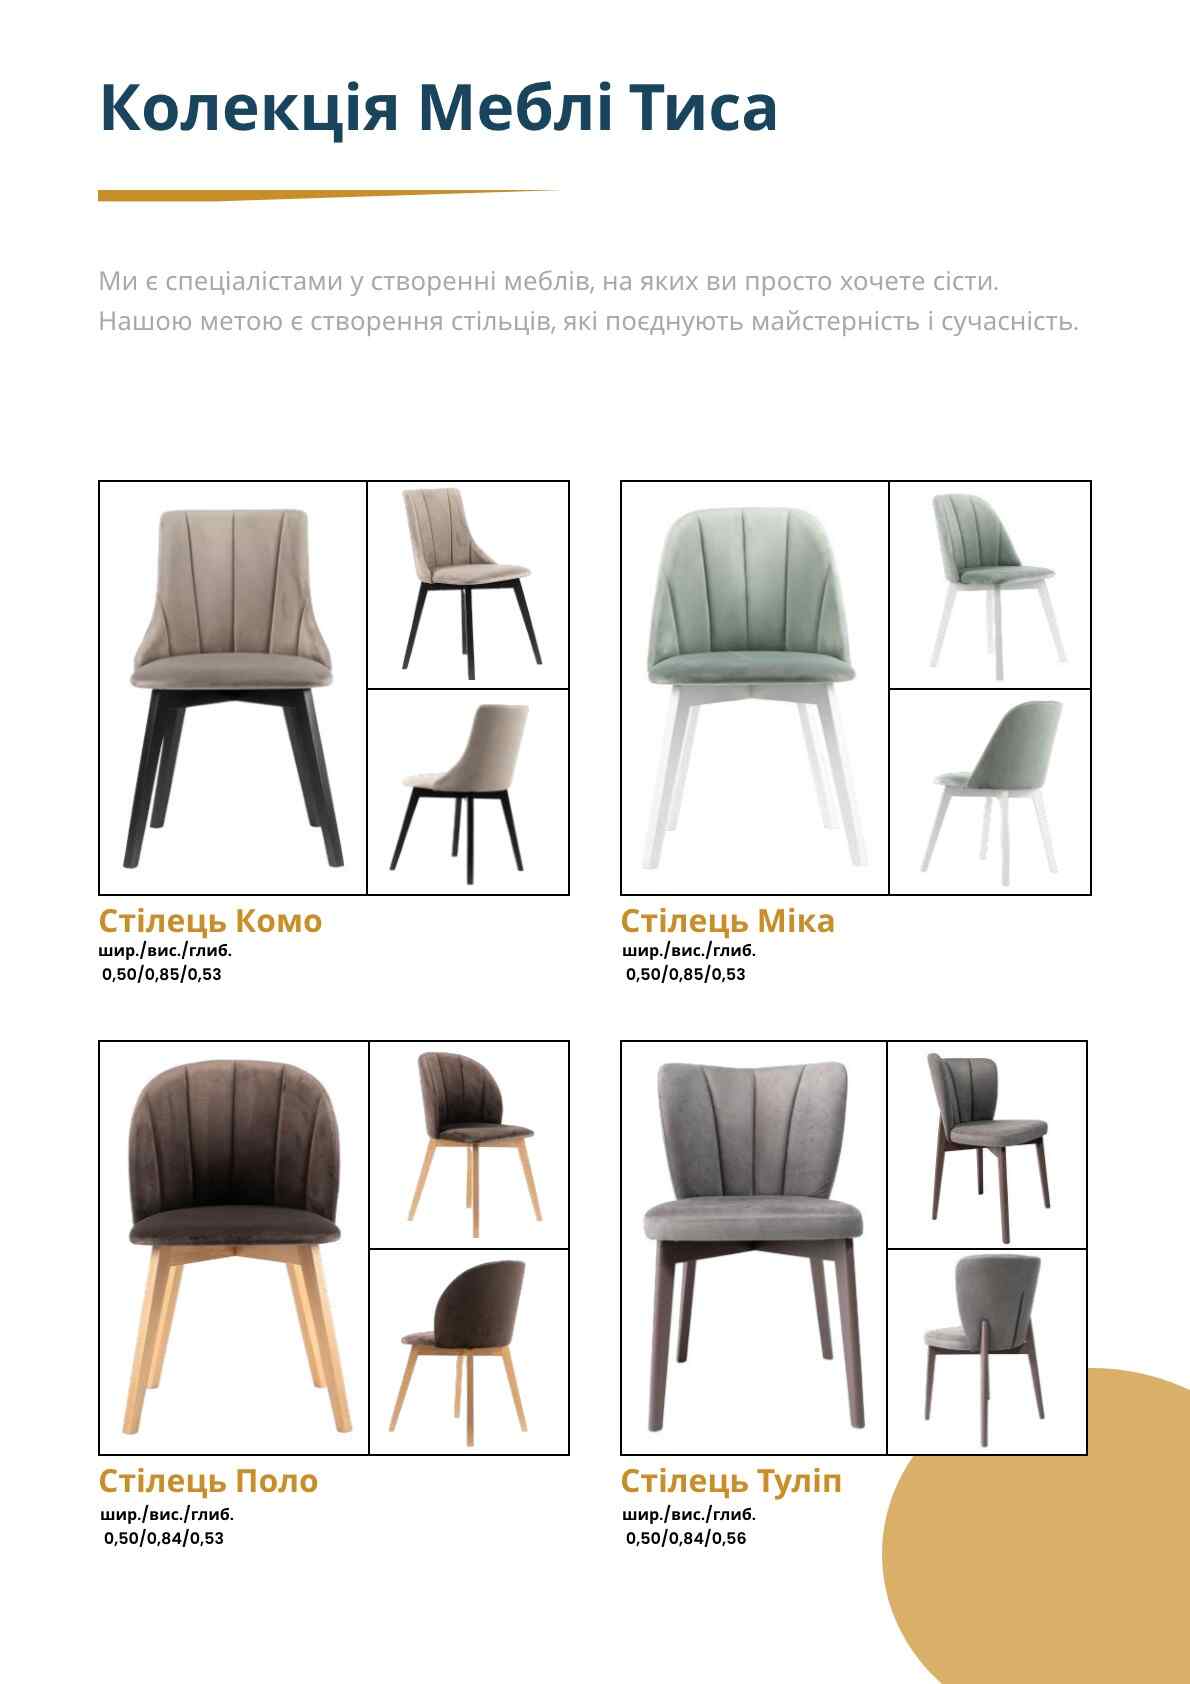 Колекція Меблі Тиса
Ми є спеціалістами у створенні меблів, на яких ви просто хочете сісти.
Нашою метою є створення стільців, які поєднують майстерність і сучасність.
Стілець Комо
шир./вис./глиб.
0,50/0,85/0,53
Стілець Міка
шир./вис./глиб.
0,50/0,85/0,53
Стілець Поло
шир./вис./глиб.
0,50/0,84/0,53
Стілець Туліп
шир./вис./глиб.
0,50/0,84/0,56